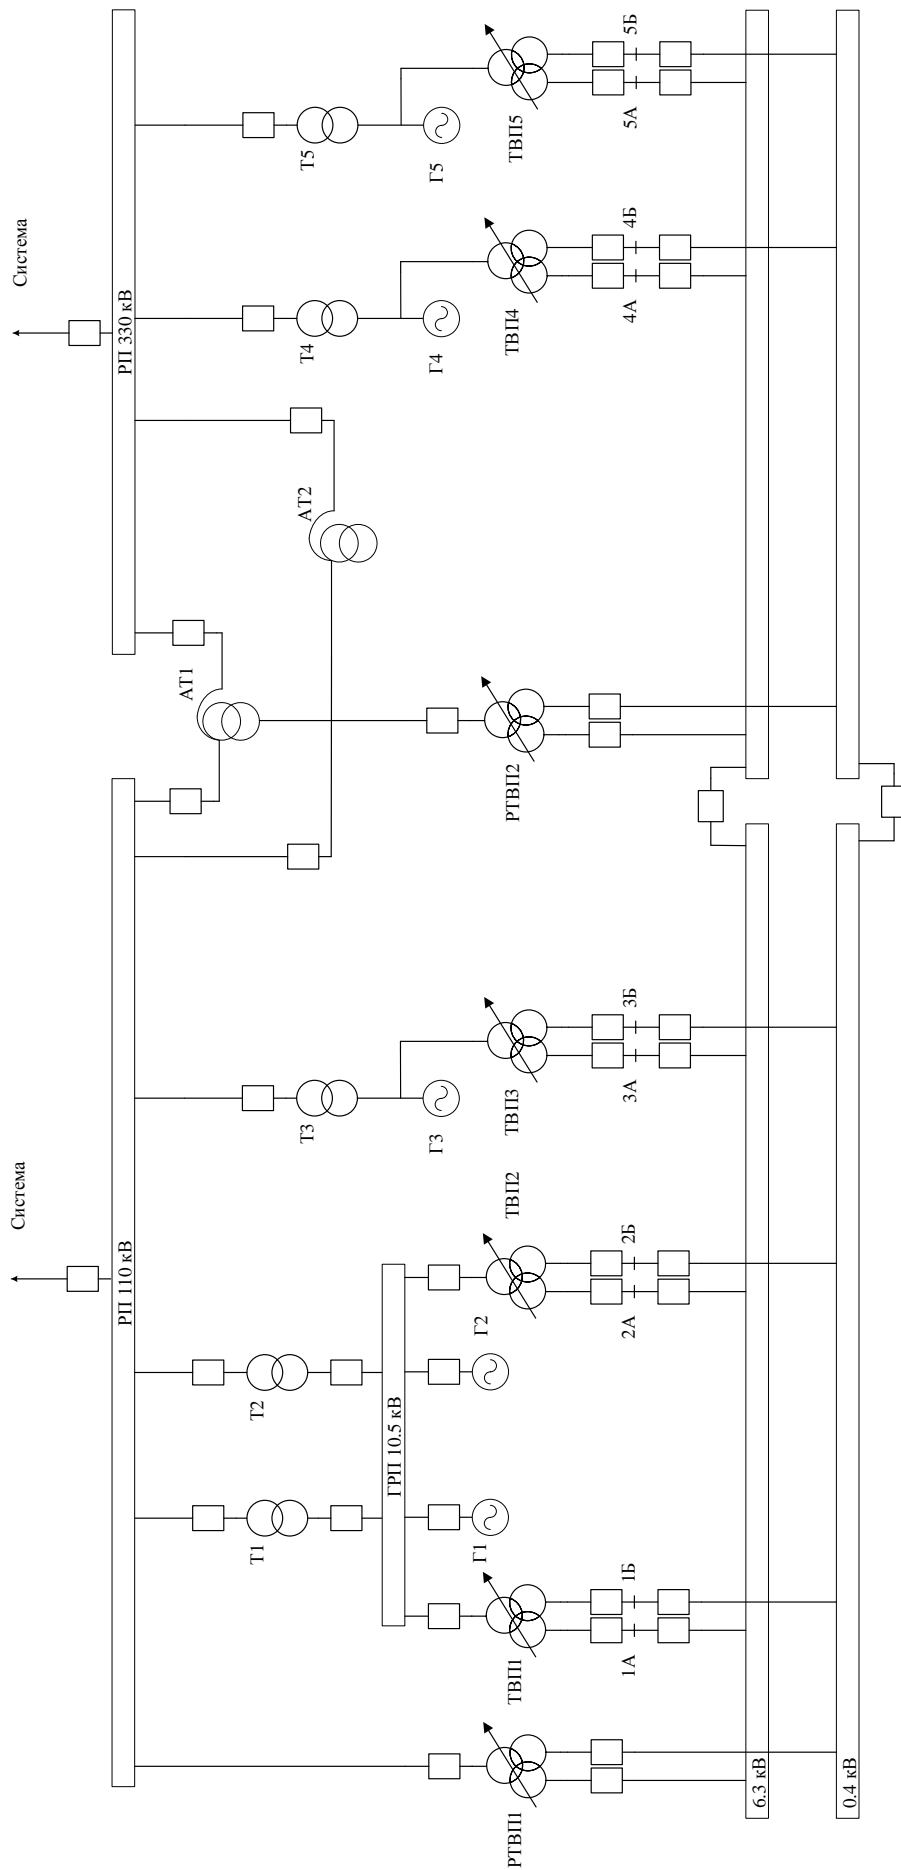 Система
Система
РП 110 кВ
РП 330 кВ
АТ1
АТ2
Т1
Т2
Т3
Т4
Т5
ГРП 10.5 кВ
Г1
Г2
Г3
Г4
Г5
РТВП1
ТВП1
ТВП2
ТВП3
РТВП2
ТВП4
ТВП5
1А
1Б
2А
2Б
3А
3Б
4А
4Б
5А
5Б
6.3 кВ
0.4 кВ